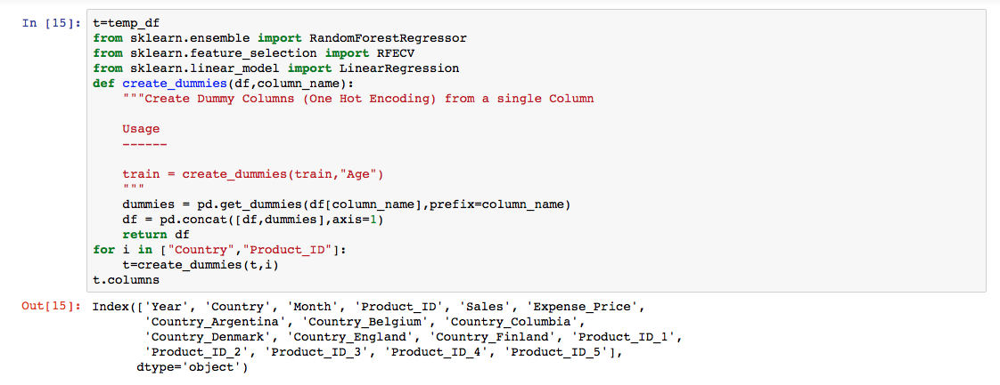 In [15]: t=temp_df
from sklearn.ensemble import RandomForestRegressor
from sklearn.feature_selection import RFECV
from sklearn.linear_model import LinearRegression
def create_dummies(df,column_name):
    """Create Dummy Columns (One Hot Encoding) from a single Column
    Usage
    ------
    train = create_dummies(train,"Age")
    """
    dummies = pd.get_dummies(df[column_name],prefix=column_name)
    df = pd.concat([df,dummies],axis=1)
    return df
for i in ["Country","Product_ID"]:
    t=create_dummies(t,i)
t.columns
Out[15]: Index(['Year', 'Country', 'Month', 'Product_ID', 'Sales', 'Expense_Price',
       'Country_Argentina', 'Country_Belgium', 'Country_Columbia',
       'Country_Denmark', 'Country_England', 'Country_Finland', 'Product_ID_1',
       'Product_ID_2', 'Product_ID_3', 'Product_ID_4', 'Product_ID_5'],
      dtype='object')